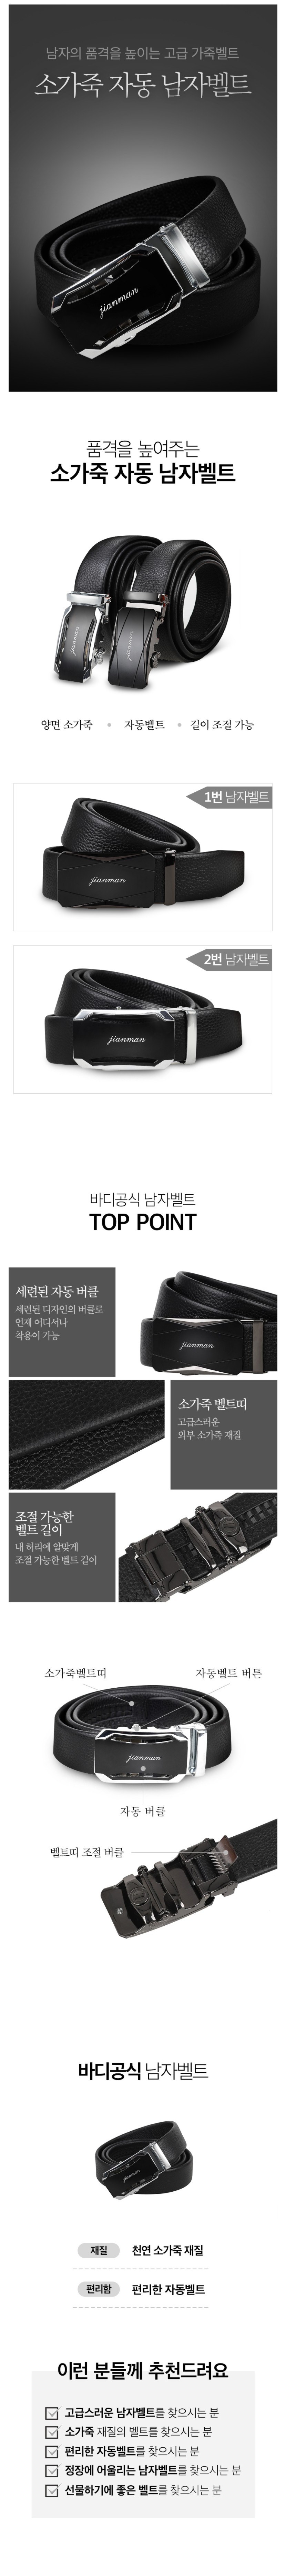 남자의 품격을 높이는 고급 가죽벨트
소가죽 자동 남자벨트
jianman
품격을 높여주는
소가죽 자동 남자벨트
jianman
jianman
양면 소가죽 • 자동벨트 • 길이 조절 가능
1번 남자벨트
jianman
2번 남자벨트
jianman
바디공식 남자벨트
TOP POINT
세련된 자동 버클
세련된 디자인의 버클로
언제 어디서나
착용이 가능
jianman
소가죽 벨트띠
고급스러운
외부 소가죽 재질
조절 가능한
벨트 길이
내 허리에 알맞게
조절 가능한 벨트 길이
소가죽벨트띠
자동벨트 버튼
jianman
자동 버클
벨트띠 조절 버클
바디공식 남자벨트
jianman
재질 천연 소가죽 재질
편리함 편리한 자동벨트
이런 분들께 추천드려요
고급스러운 남자벨트를 찾으시는 분
소가죽 재질의 벨트를 찾으시는 분
편리한 자동벨트를 찾으시는 분
정장에 어울리는 남자벨트를 찾으시는 분
선물하기에 좋은 벨트를 찾으시는 분